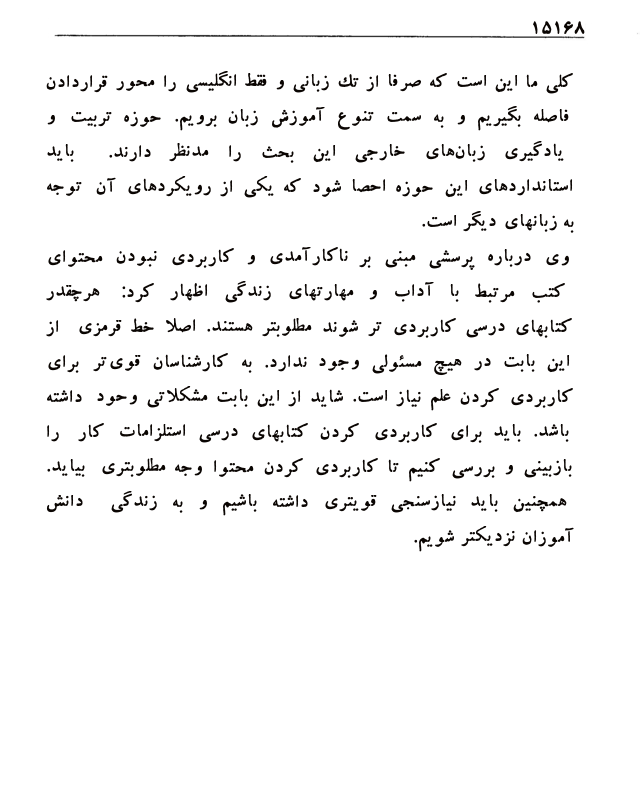 ۱۵۱۶۸
کلی ما این است که صرفا از تك زبانی و فقط انگلیسی را محور قراردادن
فاصله بگیریم و به سمت تنوع آموزش زبان برویم. حوزه تربیت و
یادگیری زبان‌های خارجی این بحث را مدنظر دارند. باید
استانداردهای این حوزه احصا شود که یکی از رویکردهای آن توجه
به زبانهای دیگر است.
وی درباره پرسشی مبنی بر ناکارآمدی و کاربردی نبودن محتوای
کتب مرتبط با آداب و مهارتهای زندگی اظهار کرد: هرچقدر
کتابهای درسی کاربردی تر شوند مطلوبتر هستند. اصلا خط قرمزی از
این بابت در هیچ مسئولی وجود ندارد. به کارشناسان قوی‌تر برای
کاربردی کردن علم نیاز است. شاید از این بابت مشکلاتی وحود داشته
باشد. باید برای کاربردی کردن کتابهای درسی استلزامات کار را
بازبینی و بررسی کنیم تا کاربردی کردن محتوا وجه مطلوبتری بیاید.
همچنین باید نیازسنجی قویتری داشته باشیم و به زندگی دانش
آموزان نزدیکتر شویم.